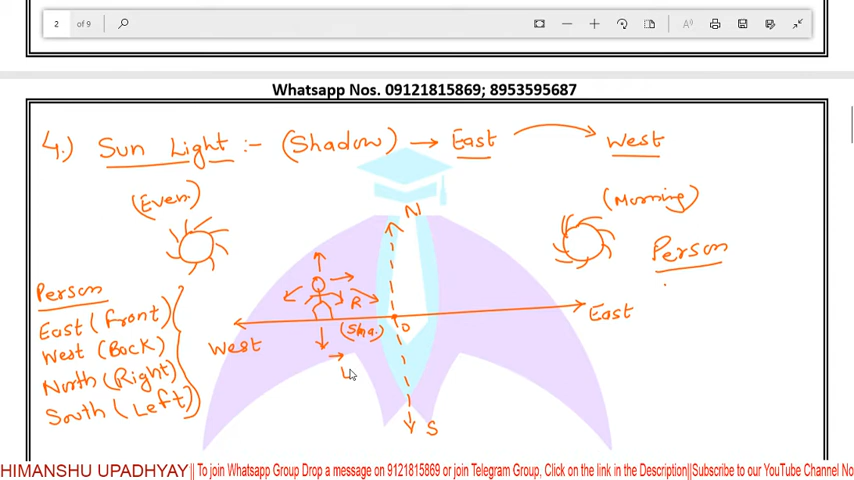 2 of 9
Whatsapp Nos. 09121815869; 8953595687
4.) Sun Light :- (Shadow) → East West
(Even.) (Morning)
N
Person
Person
East (Front)
West (Back)
North (Right)
South (Left)
R
(Sha.) O
West East
L
S
HIMANSHU UPADHYAY|| To join Whatsapp Group Drop a message on 9121815869 or join Telegram Group, Click on the link in the Description||Subscribe to our YouTube Channel No